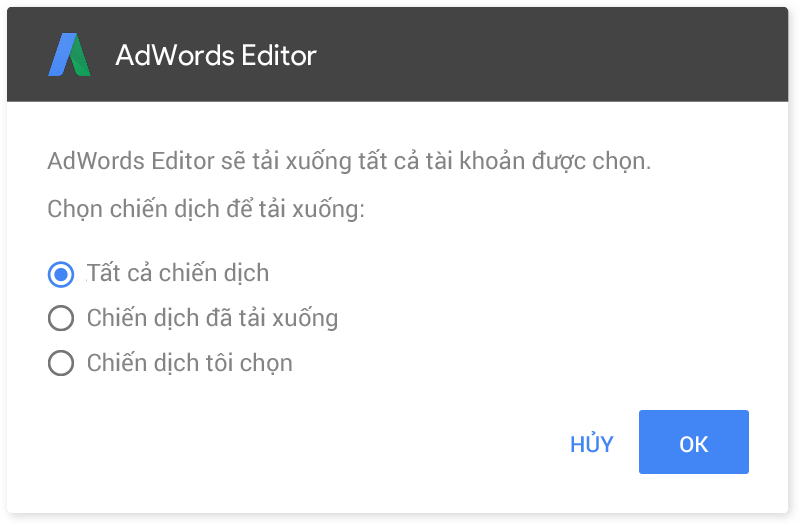 AdWords Editor
AdWords Editor sẽ tải xuống tất cả tài khoản được chọn.
Chọn chiến dịch để tải xuống:
Tất cả chiến dịch
Chiến dịch đã tải xuống
Chiến dịch tôi chọn
HỦY OK